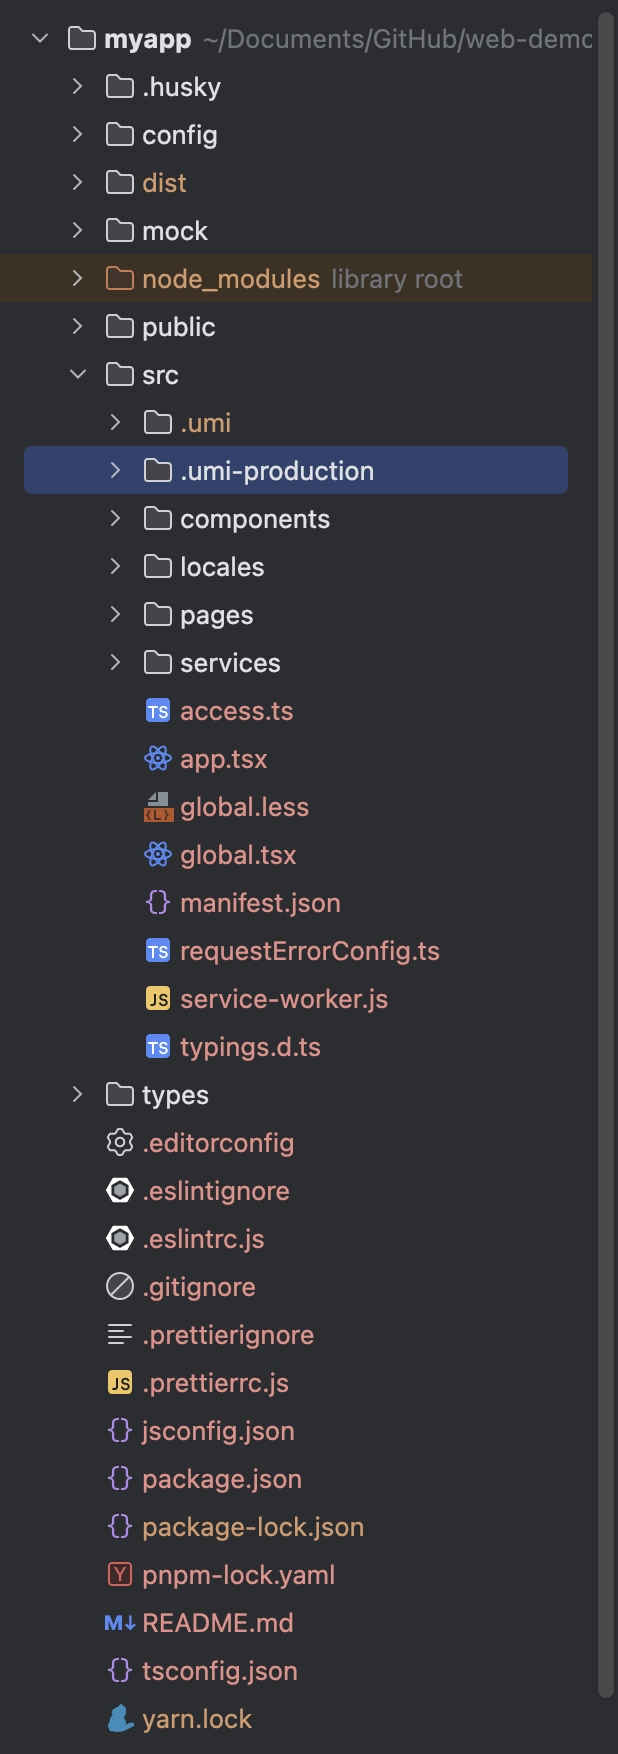 myapp ~/Documents/GitHub/web-demo
.husky
config
dist
mock
node_modules library root
public
src
.umi
.umi-production
components
locales
pages
services
TS access.ts
app.tsx
{L} global.less
global.tsx
{} manifest.json
TS requestErrorConfig.ts
JS service-worker.js
TS typings.d.ts
types
.editorconfig
.eslintignore
.eslintrc.js
.gitignore
.prettierignore
JS .prettierrc.js
{} jsconfig.json
{} package.json
{} package-lock.json
Y pnpm-lock.yaml
M↓ README.md
{} tsconfig.json
yarn.lock